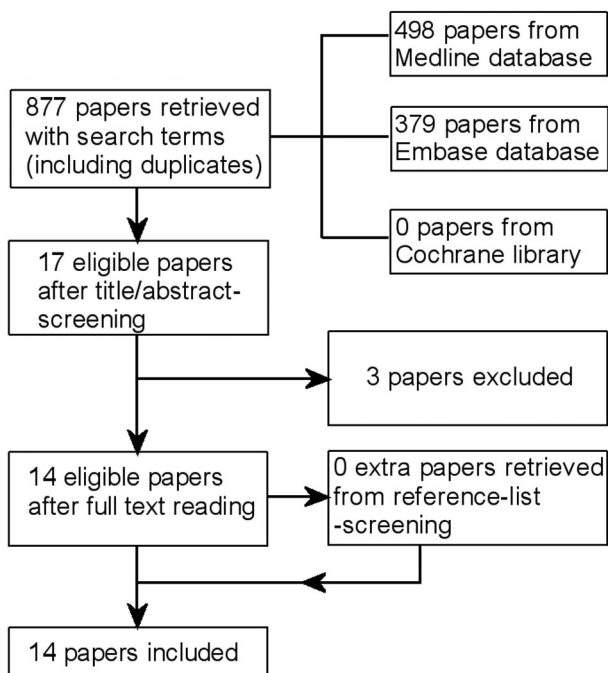 498 papers from
Medline database
877 papers retrieved
with search terms
(including duplicates)
379 papers from
Embase database
0 papers from
Cochrane library
17 eligible papers
after title/abstract-
screening
3 papers excluded
14 eligible papers
after full text reading
0 extra papers retrieved
from reference-list
-screening
14 papers included